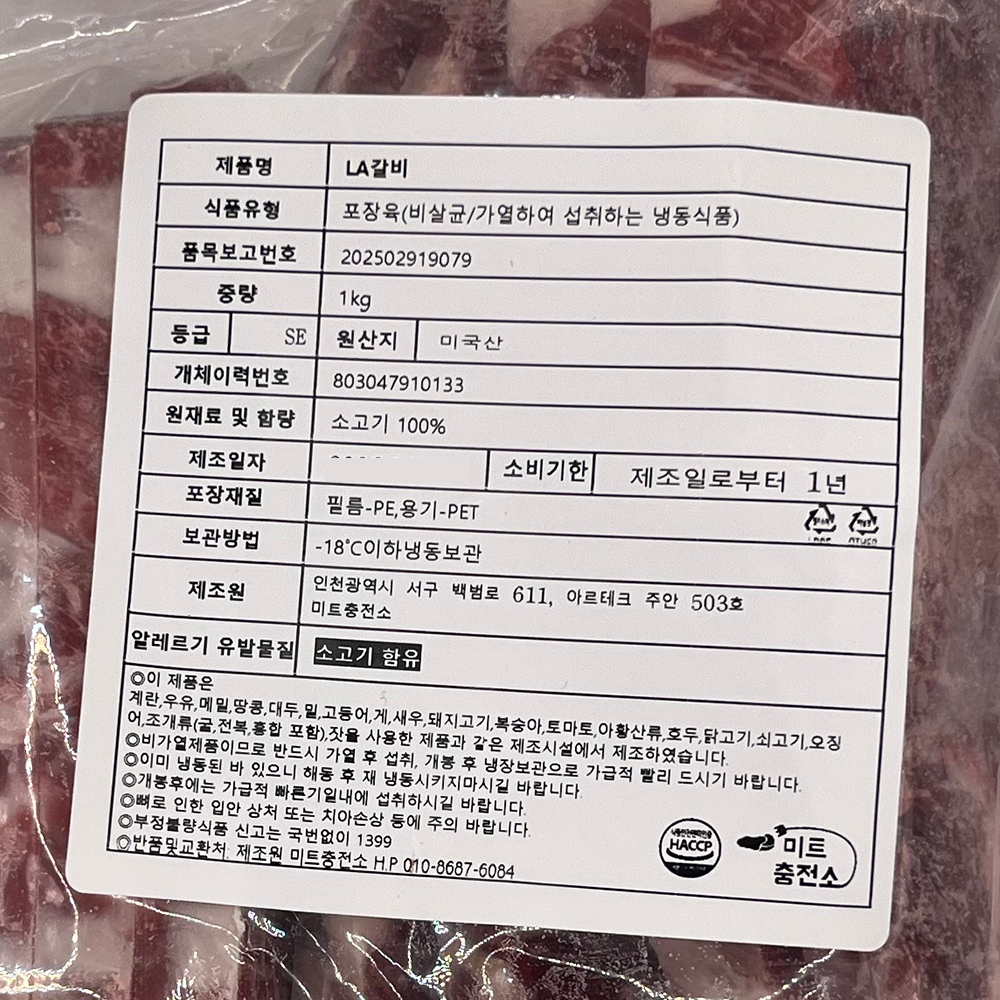 제품명 LA갈비
식품유형 포장육(비살균/가열하여 섭취하는 냉동식품)
품목보고번호 202502919079
중량 1kg
등급 SE 원산지 미국산
개체이력번호 803047910133
원재료 및 함량 소고기 100%
제조일자 소비기한 제조일로부터 1년
포장재질 필름-PE,용기-PET
보관방법 -18℃이하냉동보관
제조원 인천광역시 서구 백범로 611, 아르테크 주안 503호
미트충전소
알레르기 유발물질 소고기 함유
◎이 제품은
계란,우유,메밀,땅콩,대두,밀,고등어,게,새우,돼지고기,복숭아,토마토,아황산류,호두,닭고기,쇠고기,오징
어,조개류(굴,전복,홍합 포함),잣을 사용한 제품과 같은 제조시설에서 제조하였습니다.
◎비가열제품이므로 반드시 가열 후 섭취, 개봉 후 냉장보관으로 가급적 빨리 드시기 바랍니다.
◎이미 냉동된 바 있으니 해동 후 재 냉동시키지마시길 바랍니다.
◎개봉후에는 가급적 빠른기일내에 섭취하시길 바랍니다.
◎뼈로 인한 입안 상처 또는 치아손상 등에 주의 바랍니다.
◎부정불량식품 신고는 국번없이 1399
◎반품및교환처: 제조원 미트충전소 H.P 010-8687-6084
HACCP
미트
충전소